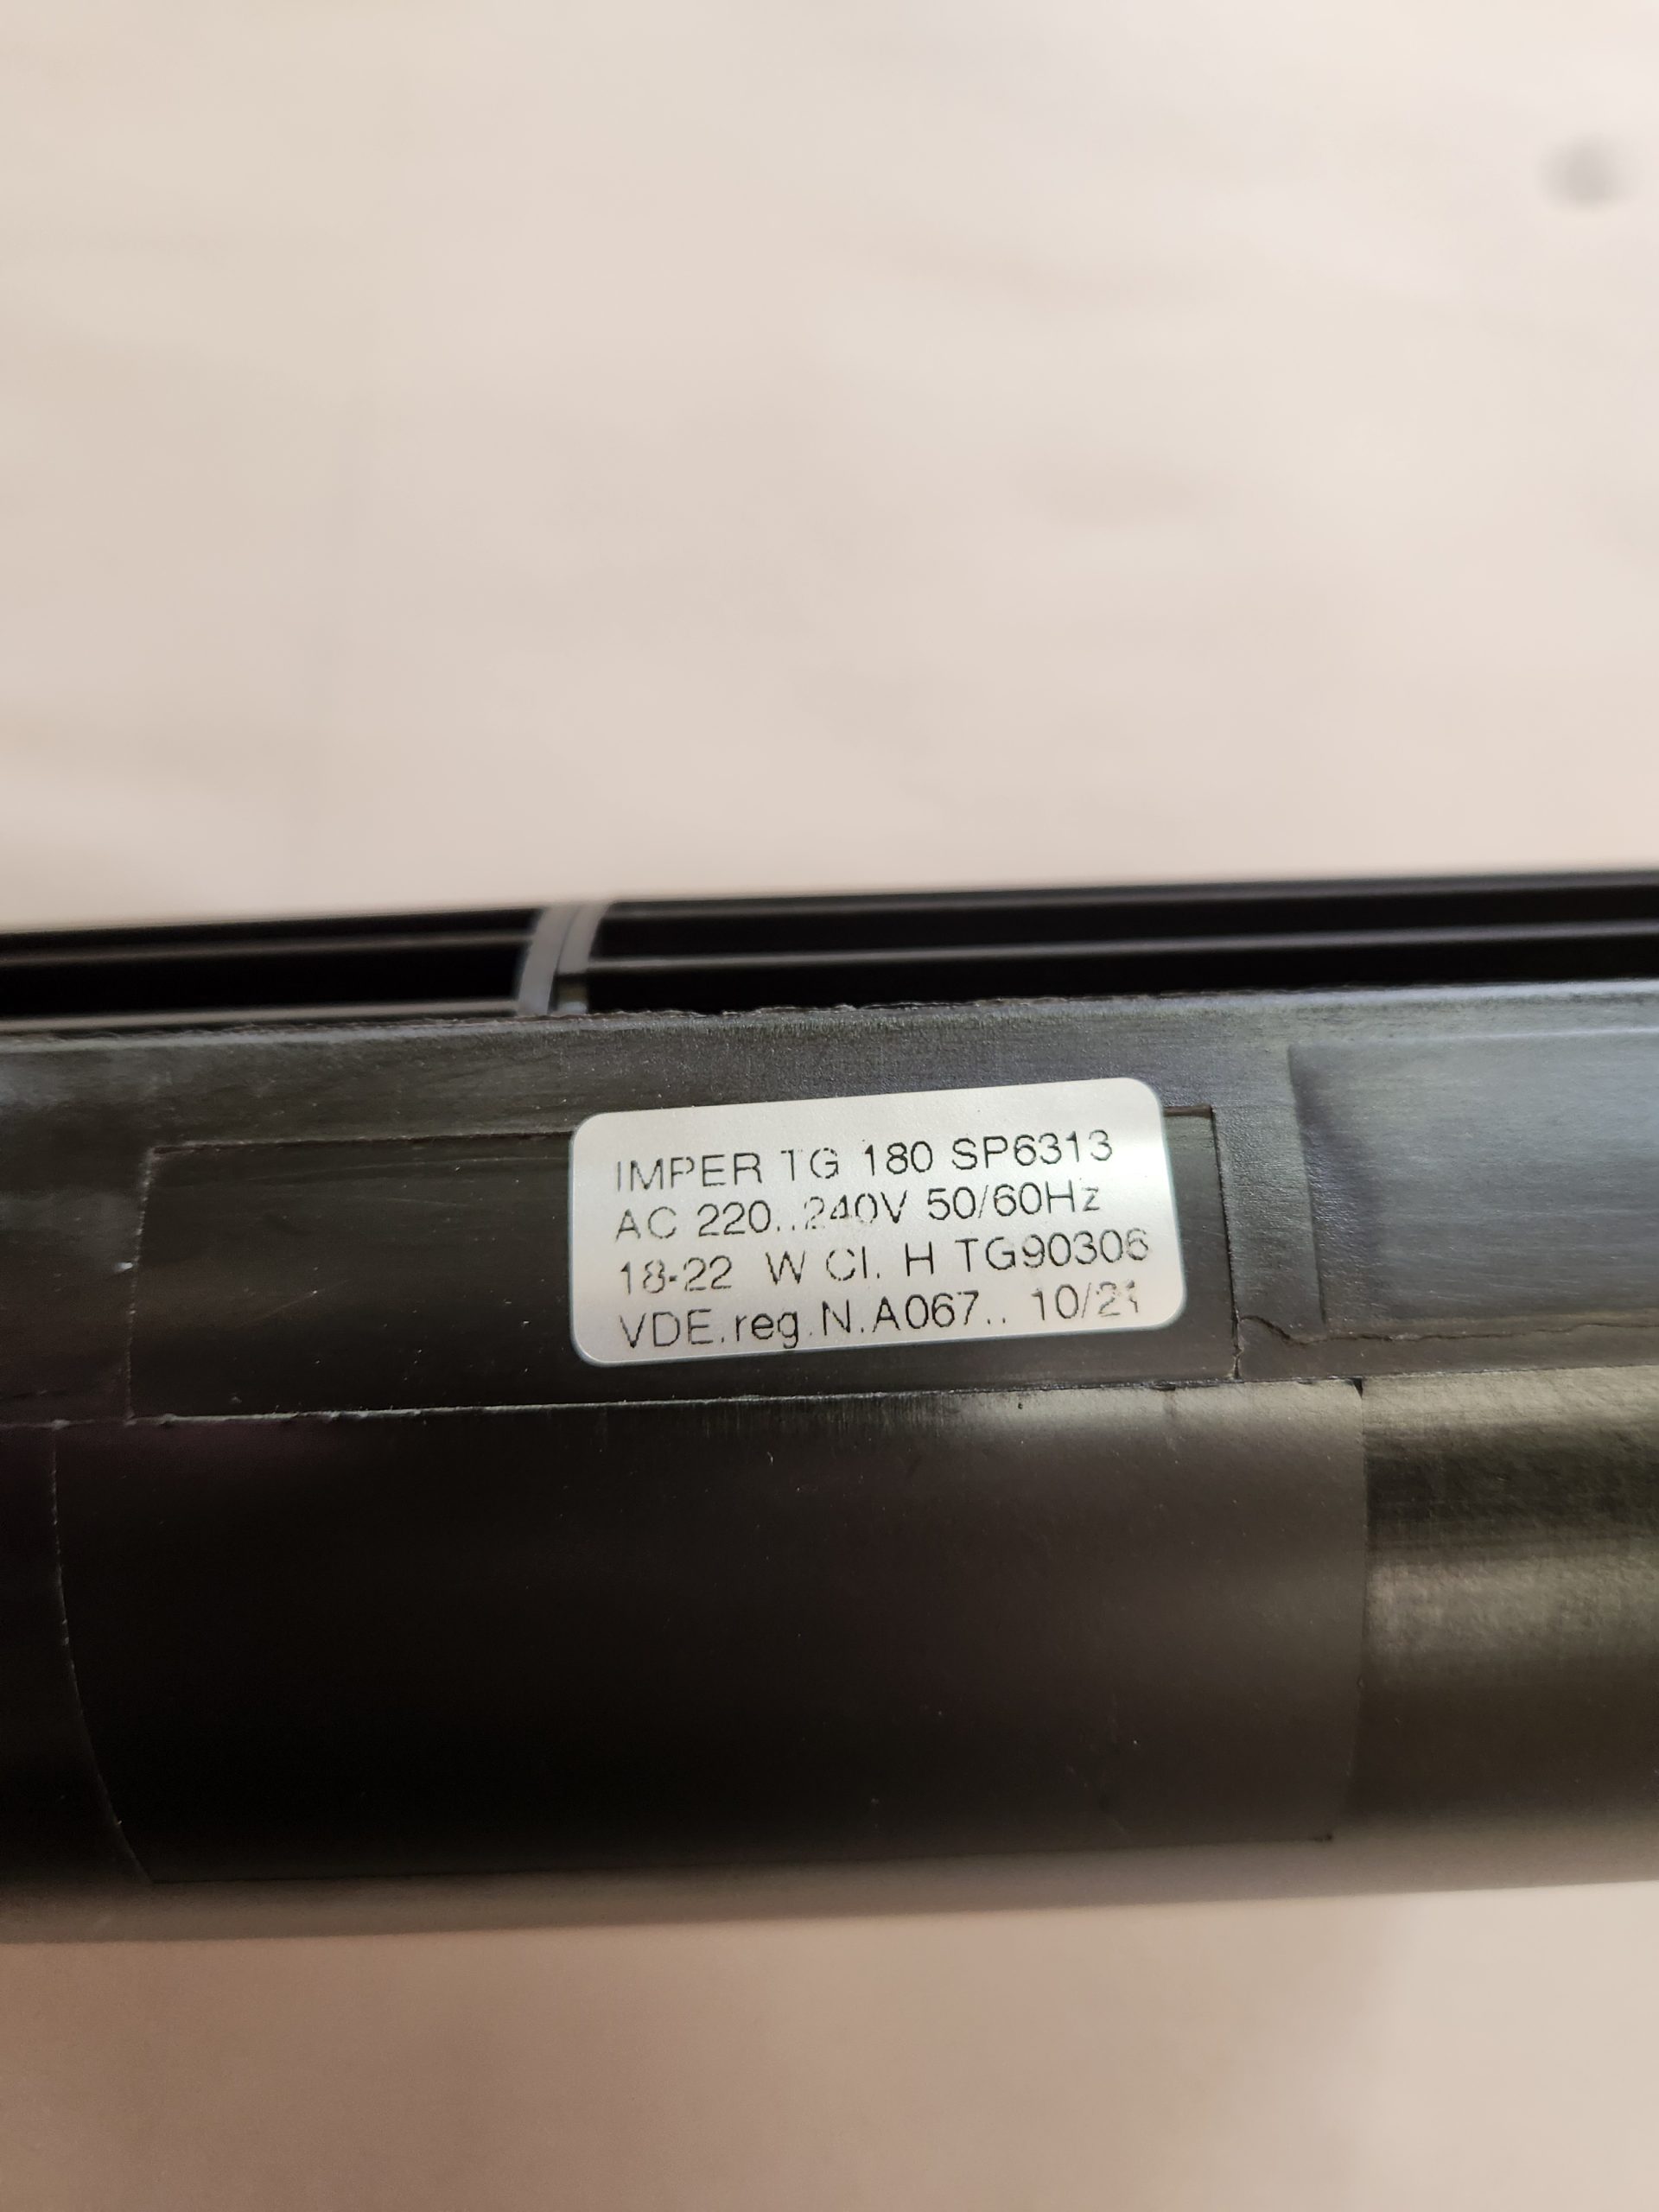 IMPER TG 180 SP6313
AC 220..240V 50/60Hz
18-22 W Cl. H TG90306
VDE.reg.N.A067.. 10/21